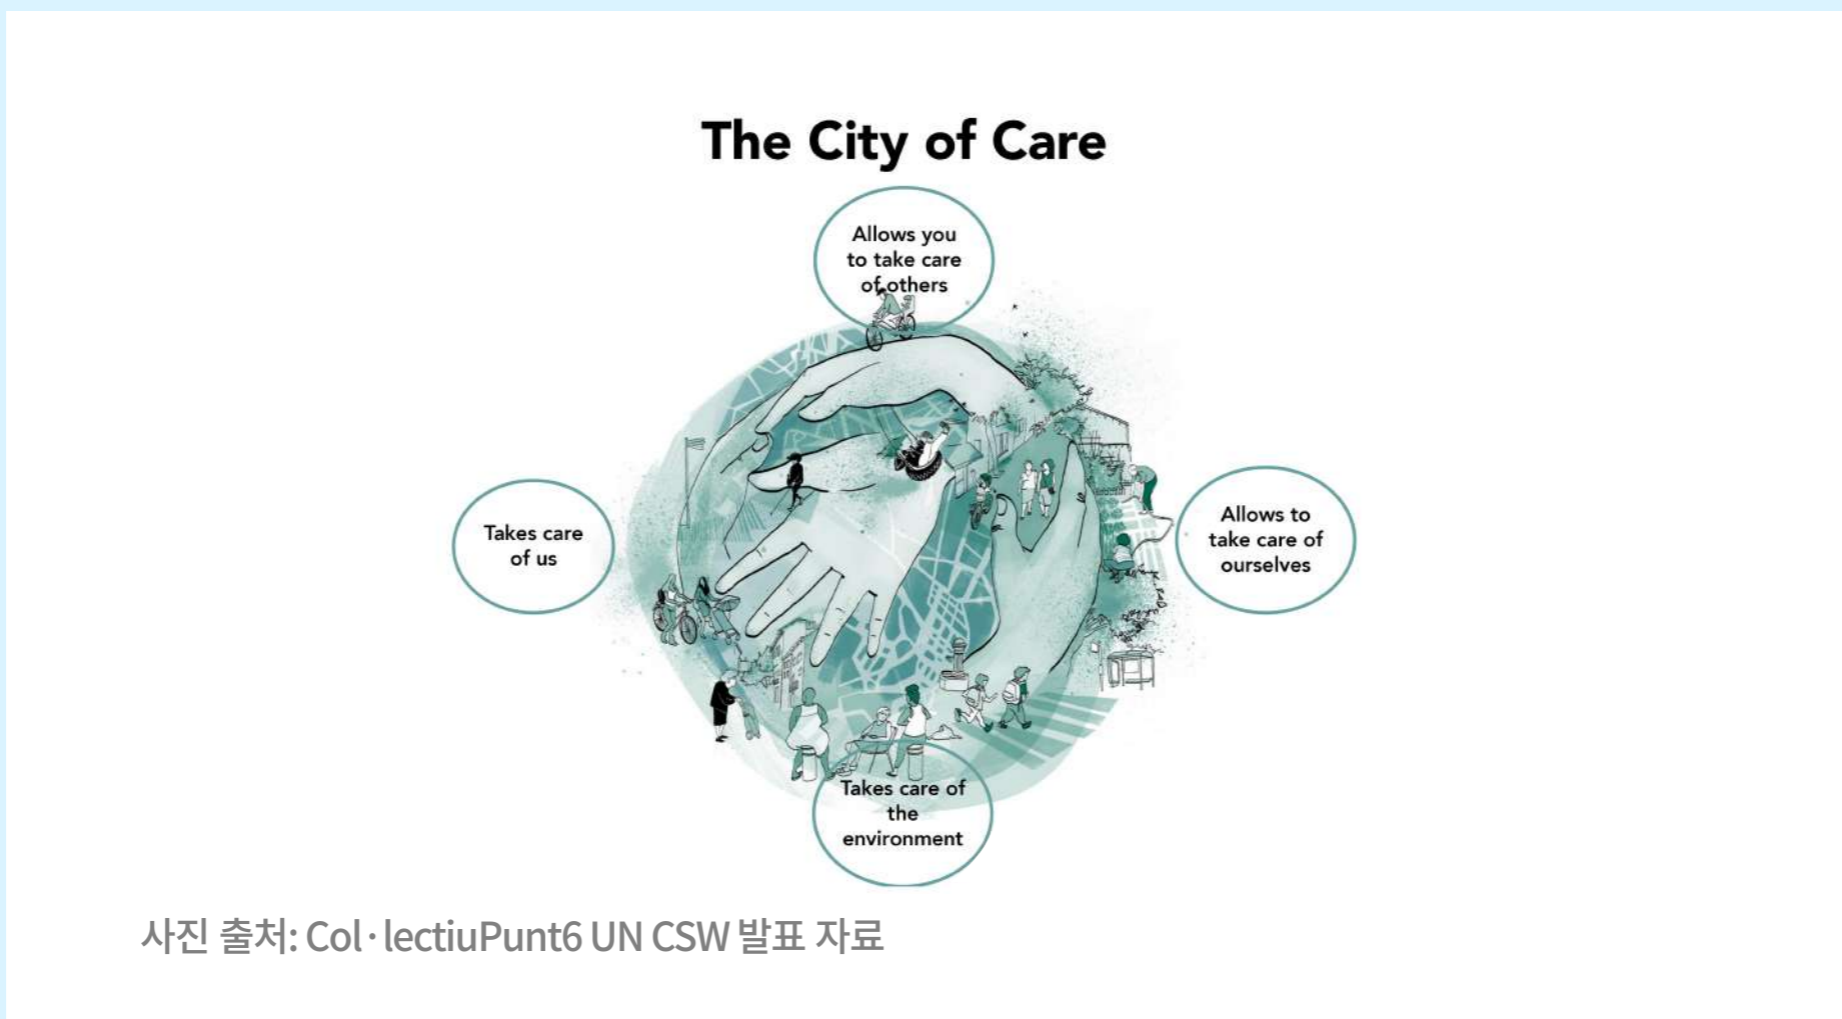 The City of Care
Allows you
to take care
of others
Takes care
of us
Allows to
take care of
ourselves
Takes care of
the
environment
사진 출처: Col·lectiuPunt6 UN CSW 발표 자료